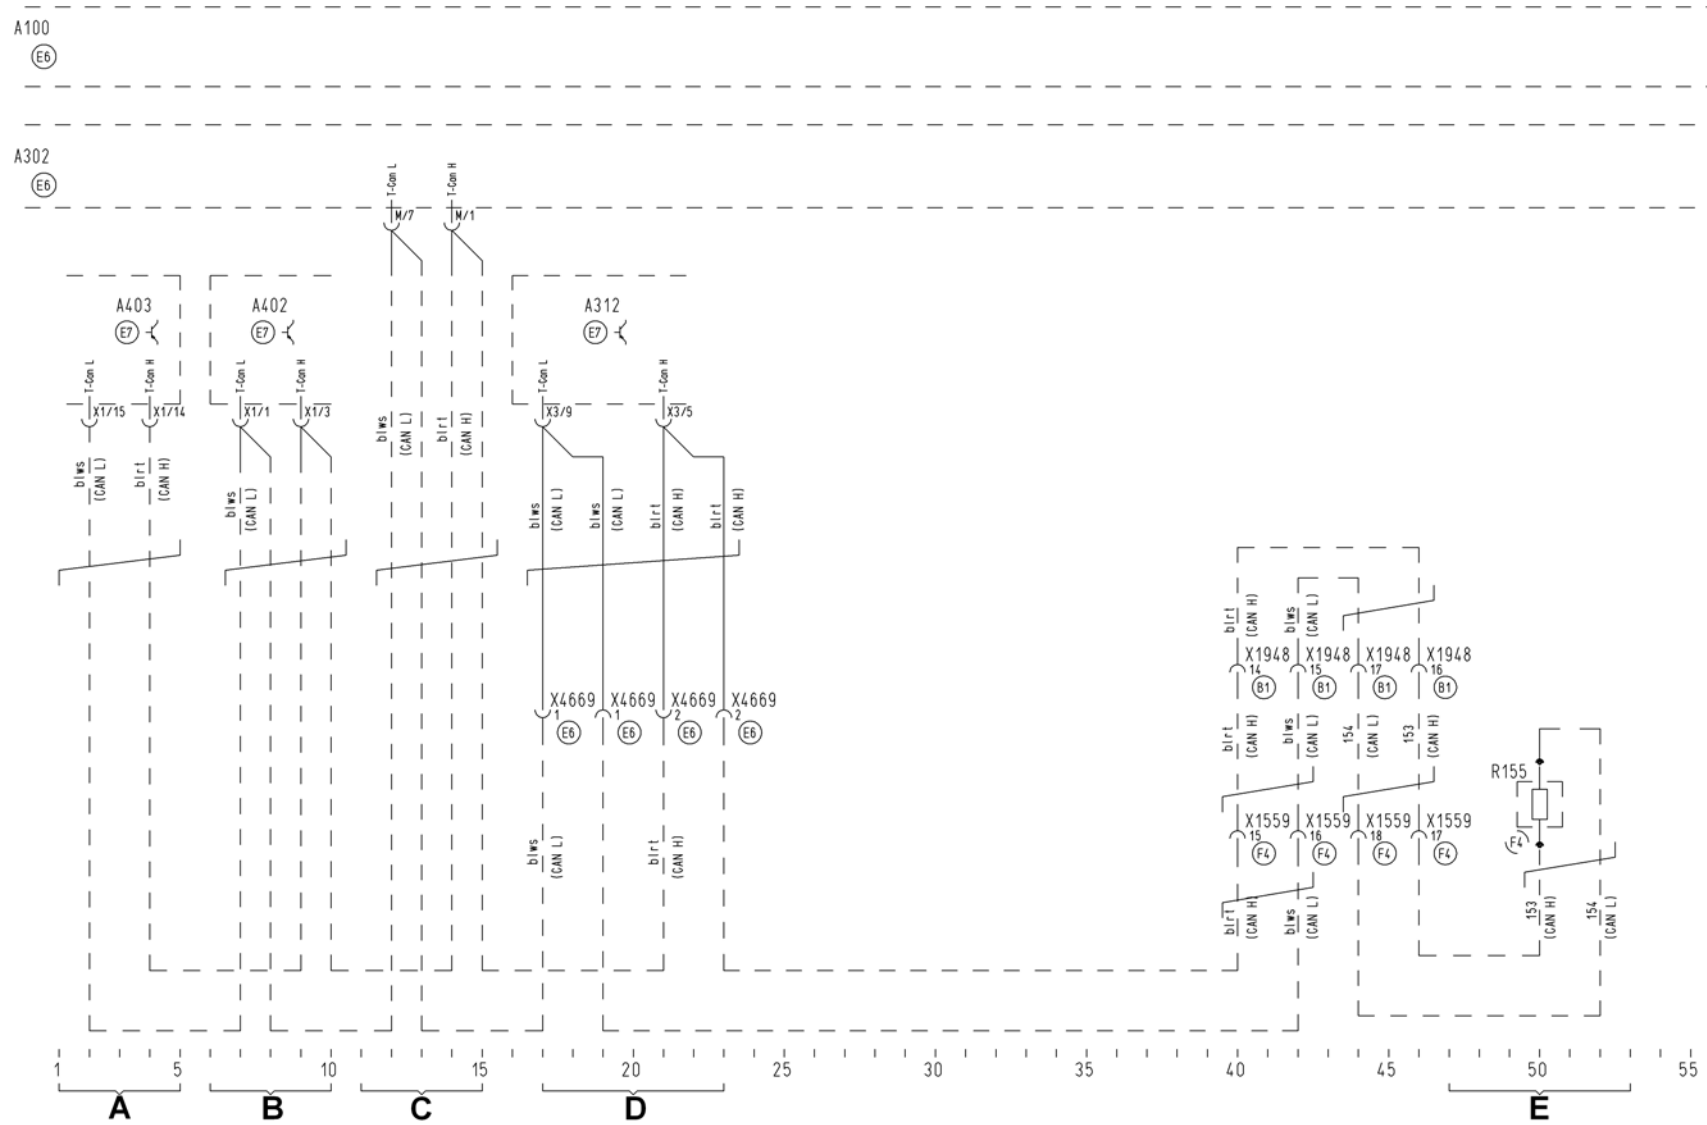 A100
E6
A302
E6
T-Can L
T-Can H
M/7
M/1
A403
E7
A402
E7
A312
E7
T-Can L
T-Can H
T-Can L
T-Can H
T-Can L
T-Can H
X1/15
X1/14
X1/1
X1/3
X3/9
X3/5
blws
(CAN L)
blrt
(CAN H)
blws
(CAN L)
blrt
(CAN H)
blws
(CAN L)
blws
(CAN L)
blws
(CAN L)
blrt
(CAN H)
blrt
(CAN H)
blrt
(CAN H)
blws
(CAN L)
X1948 X1948 X1948 X1948
14 15 17 16
B1 B1 B1 B1
X4669 X4669 X4669 X4669
1 1 2 2
E6 E6 E6 E6
blrt
(CAN H)
blws
(CAN L)
154
(CAN L)
153
(CAN H)
R155
F4
X1559 X1559 X1559 X1559
15 16 18 17
F4 F4 F4 F4
blws
(CAN L)
blrt
(CAN H)
blrt
(CAN H)
blws
(CAN L)
153
(CAN H)
154
(CAN L)
1 5 10 15 20 25 30 35 40 45 50 55
A B C D E